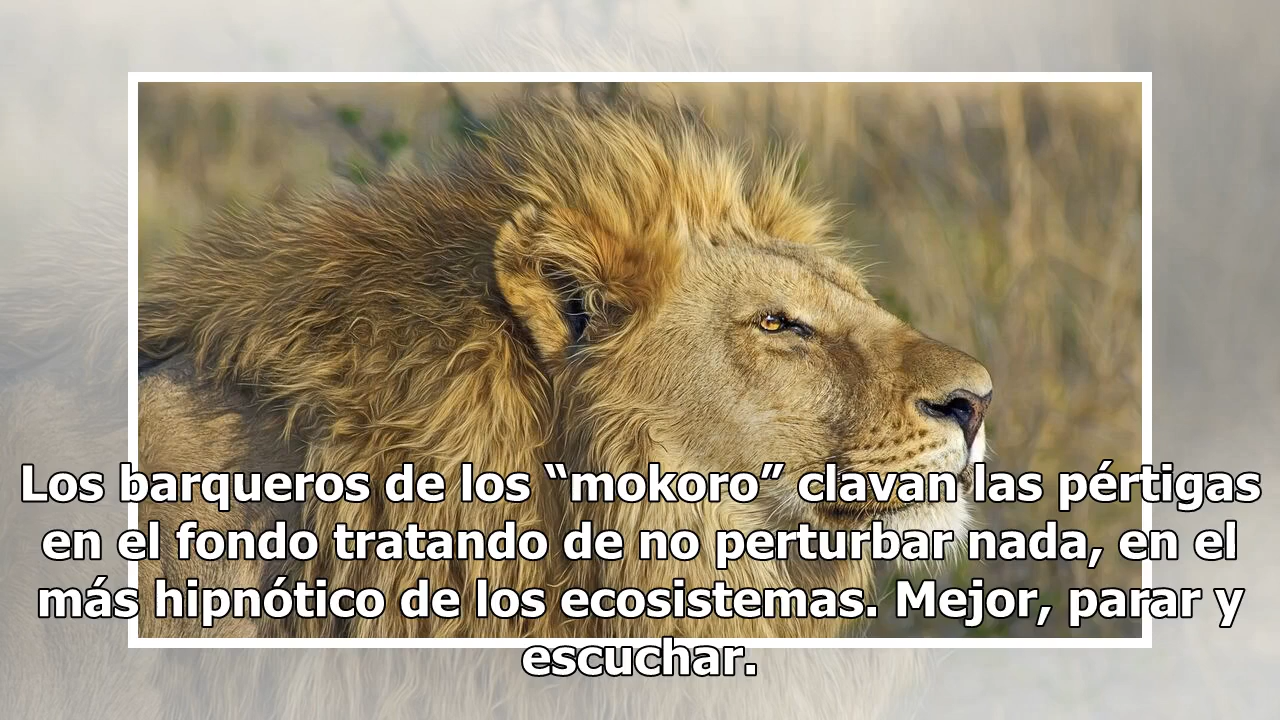 Los barqueros de los “mokoro” clavan las pértigas
en el fondo tratando de no perturbar nada, en el
más hipnótico de los ecosistemas. Mejor, parar y
escuchar.